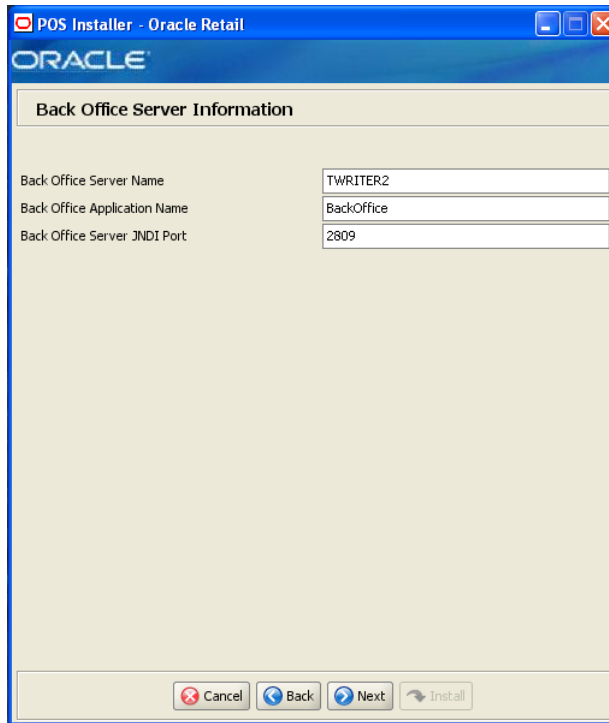 POS Installer - Oracle Retail
ORACLE
Back Office Server Information
Back Office Server Name TWRITER2
Back Office Application Name BackOffice
Back Office Server JNDI Port 2809
Cancel Back Next Install